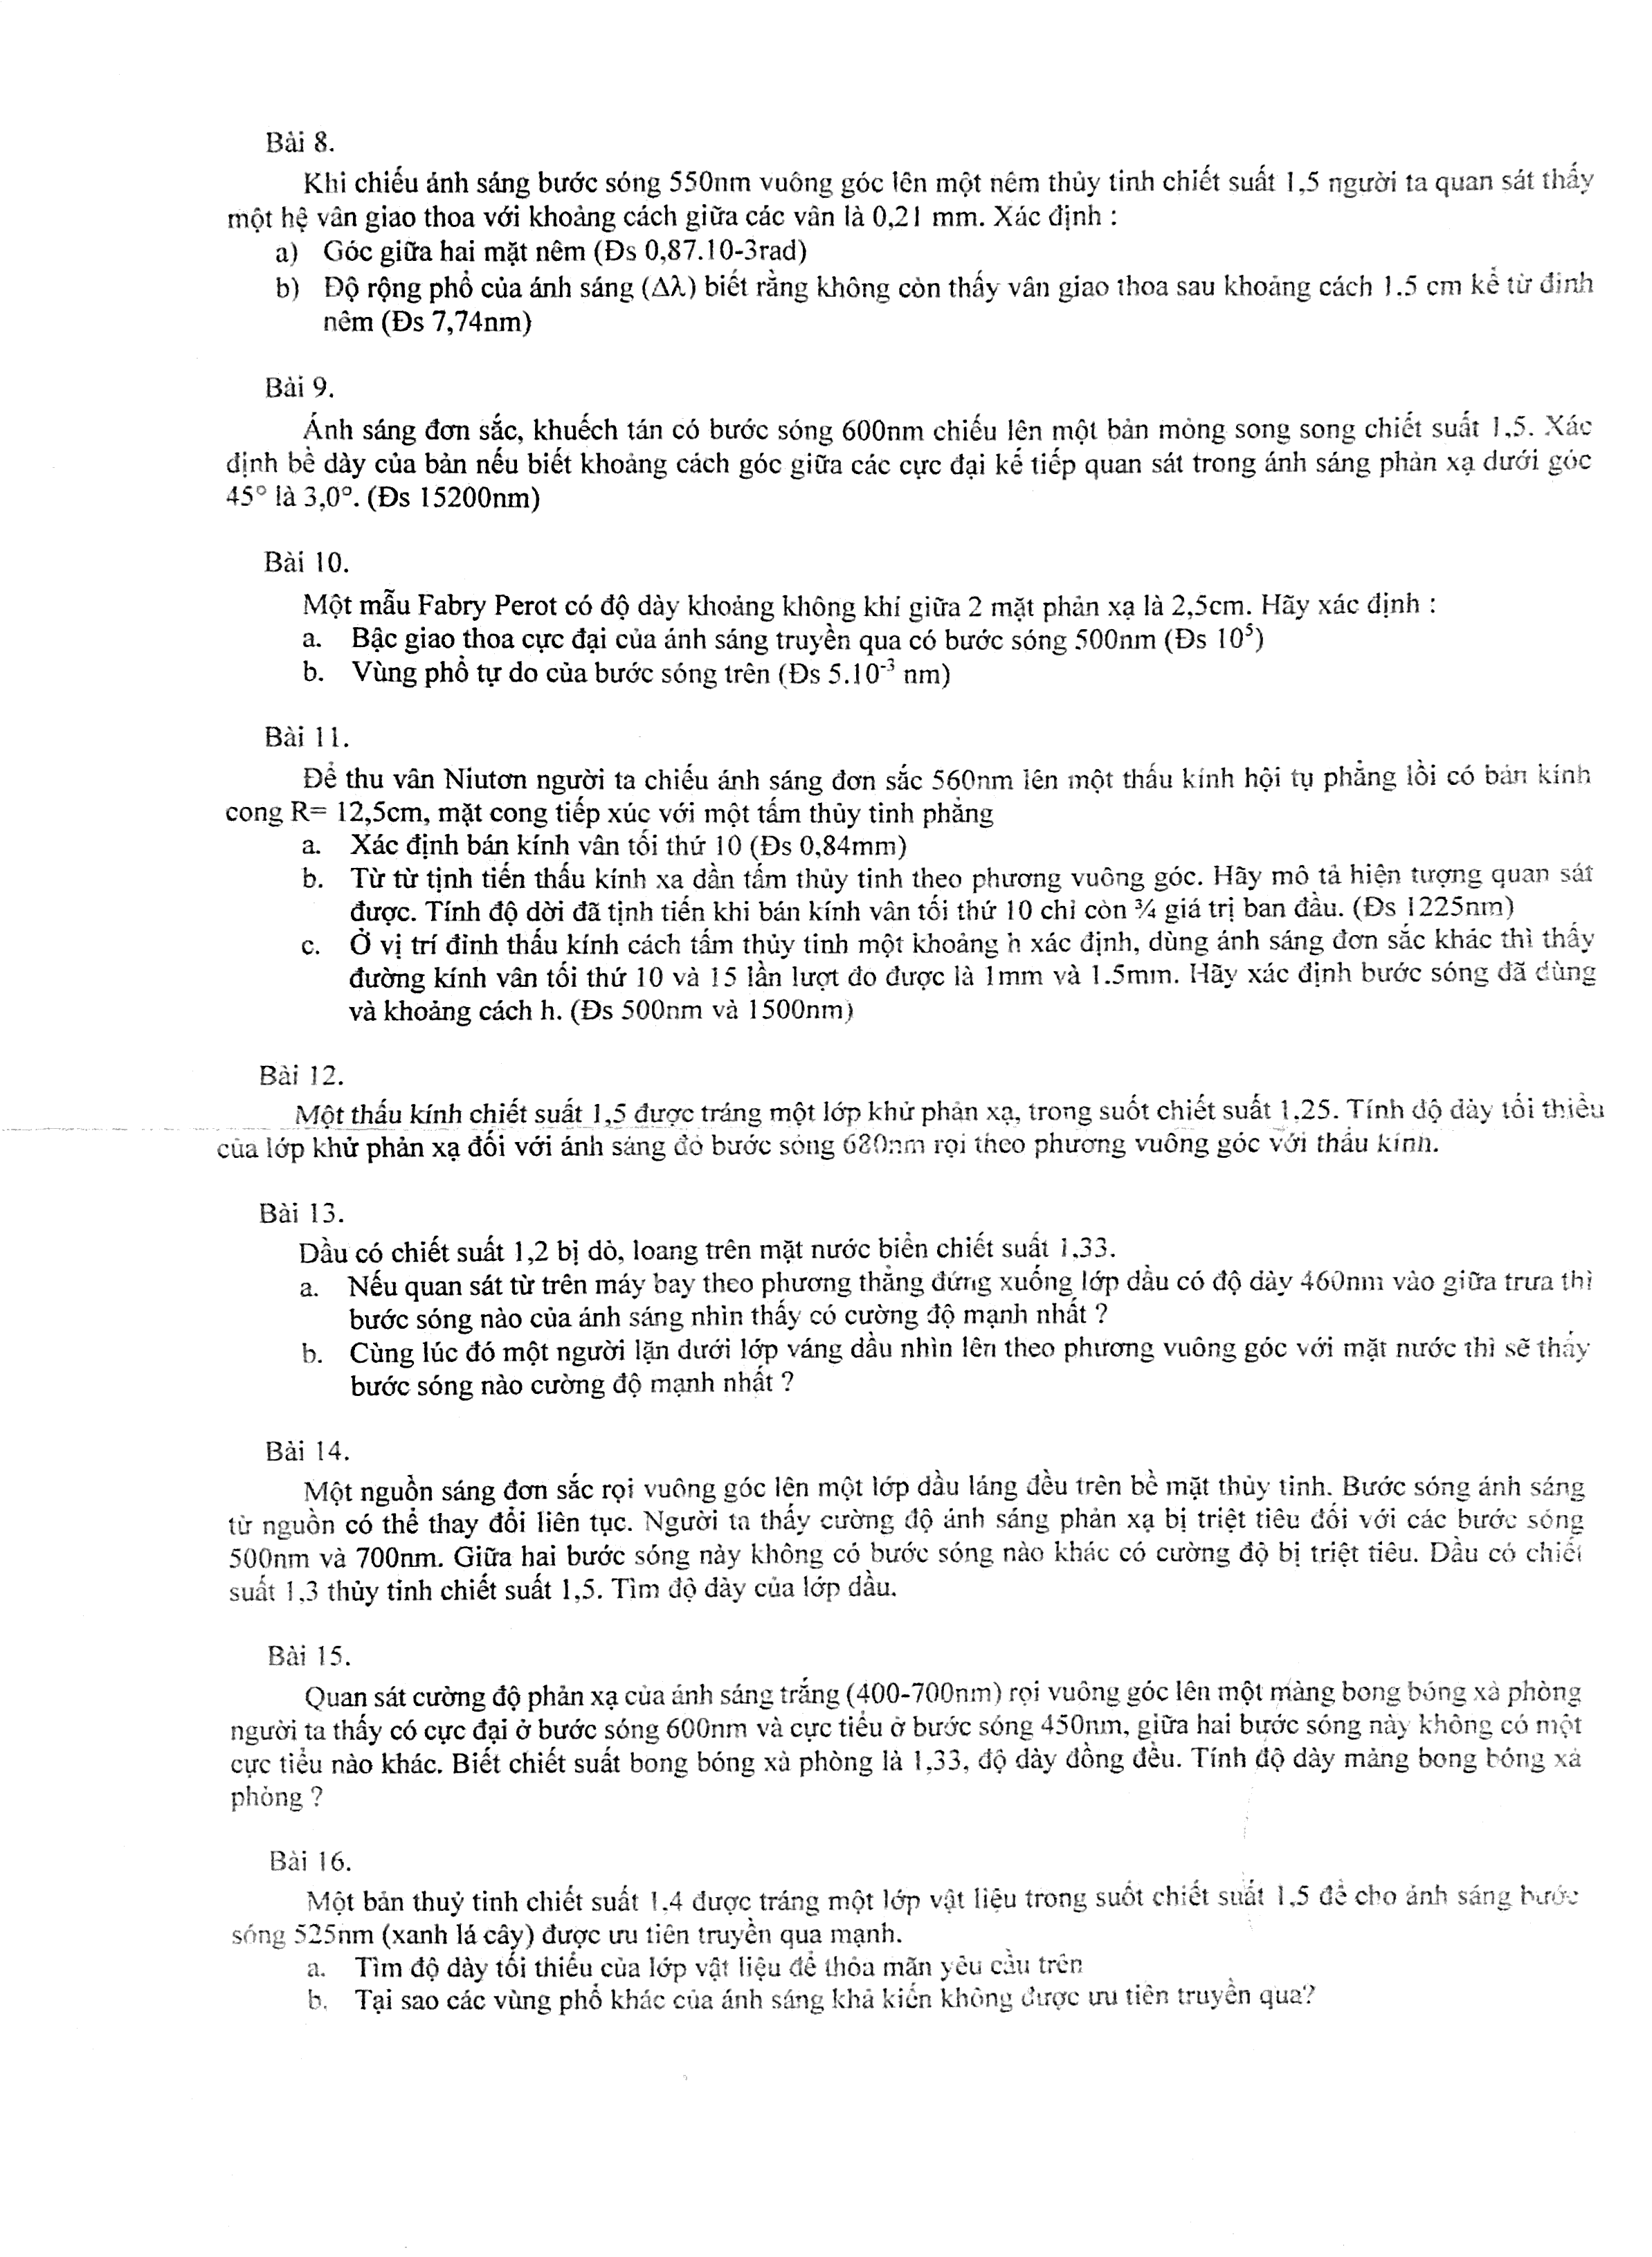 Bài 8.
Khi chiếu ánh sáng bước sóng 550nm vuông góc lên một nêm thủy tinh chiết suất 1,5 người ta quan sát thấy
một hệ vân giao thoa với khoảng cách giữa các vân là 0,21 mm. Xác định :
a) Góc giữa hai mặt nêm (Đs 0,87.10-3rad)
b) Độ rộng phổ của ánh sáng (Δλ) biết rằng không còn thấy vân giao thoa sau khoảng cách 1.5 cm kể từ đỉnh
nêm (Đs 7,74nm)
Bài 9.
Ánh sáng đơn sắc, khuếch tán có bước sóng 600nm chiếu lên một bản mỏng song song chiết suất 1,5. Xác
định bề dày của bản nếu biết khoảng cách góc giữa các cực đại kế tiếp quan sát trong ánh sáng phản xạ dưới góc
45° là 3,0°. (Đs 15200nm)
Bài 10.
Một mẫu Fabry Perot có độ dày khoảng không khí giữa 2 mặt phản xạ là 2,5cm. Hãy xác định :
a. Bậc giao thoa cực đại của ánh sáng truyền qua có bước sóng 500nm (Đs 10⁵)
b. Vùng phổ tự do của bước sóng trên (Đs 5.10⁻³ nm)
Bài 11.
Để thu vân Niutơn người ta chiếu ánh sáng đơn sắc 560nm lên một thấu kính hội tụ phẳng lồi có bán kính
cong R= 12,5cm, mặt cong tiếp xúc với một tấm thủy tinh phẳng
a. Xác định bán kính vân tối thứ 10 (Đs 0,84mm)
b. Từ từ tịnh tiến thấu kính xa dần tấm thủy tinh theo phương vuông góc. Hãy mô tả hiện tượng quan sát
được. Tính độ dời đã tịnh tiến khi bán kính vân tối thứ 10 chỉ còn ¾ giá trị ban đầu. (Đs 1225nm)
c. Ở vị trí đỉnh thấu kính cách tấm thủy tinh một khoảng h xác định, dùng ánh sáng đơn sắc khác thì thấy
đường kính vân tối thứ 10 và 15 lần lượt đo được là 1mm và 1.5mm. Hãy xác định bước sóng đã dùng
và khoảng cách h. (Đs 500nm và 1500nm)
Bài 12.
Một thấu kính chiết suất 1,5 được tráng một lớp khử phản xạ, trong suốt chiết suất 1,25. Tính độ dày tối thiểu
của lớp khử phản xạ đối với ánh sáng đỏ bước sóng 680nm rọi theo phương vuông góc với thấu kính.
Bài 13.
Dầu có chiết suất 1,2 bị dò, loang trên mặt nước biển chiết suất 1,33.
a. Nếu quan sát từ trên máy bay theo phương thẳng đứng xuống lớp dầu có độ dày 460nm vào giữa trưa thì
bước sóng nào của ánh sáng nhìn thấy có cường độ mạnh nhất ?
b. Cùng lúc đó một người lặn dưới lớp váng dầu nhìn lên theo phương vuông góc với mặt nước thì sẽ thấy
bước sóng nào cường độ mạnh nhất ?
Bài 14.
Một nguồn sáng đơn sắc rọi vuông góc lên một lớp dầu láng đều trên bề mặt thủy tinh. Bước sóng ánh sáng
từ nguồn có thể thay đổi liên tục. Người ta thấy cường độ ánh sáng phản xạ bị triệt tiêu đối với các bước sóng
500nm và 700nm. Giữa hai bước sóng này không có bước sóng nào khác có cường độ bị triệt tiêu. Dầu có chiết
suất 1,3 thủy tinh chiết suất 1,5. Tìm độ dày của lớp dầu.
Bài 15.
Quan sát cường độ phản xạ của ánh sáng trắng (400-700nm) rọi vuông góc lên một màng bong bóng xà phòng
người ta thấy có cực đại ở bước sóng 600nm và cực tiểu ở bước sóng 450nm, giữa hai bước sóng này không có một
cực tiểu nào khác. Biết chiết suất bong bóng xà phòng là 1,33, độ dày đồng đều. Tính độ dày màng bong bóng xà
phòng ?
Bài 16.
Một bản thuỷ tinh chiết suất 1,4 được tráng một lớp vật liệu trong suốt chiết suất 1,5 để cho ánh sáng bước
sóng 525nm (xanh lá cây) được ưu tiên truyền qua mạnh.
a. Tìm độ dày tối thiểu của lớp vật liệu để thỏa mãn yêu cầu trên
b. Tại sao các vùng phổ khác của ánh sáng khả kiến không được ưu tiên truyền qua?